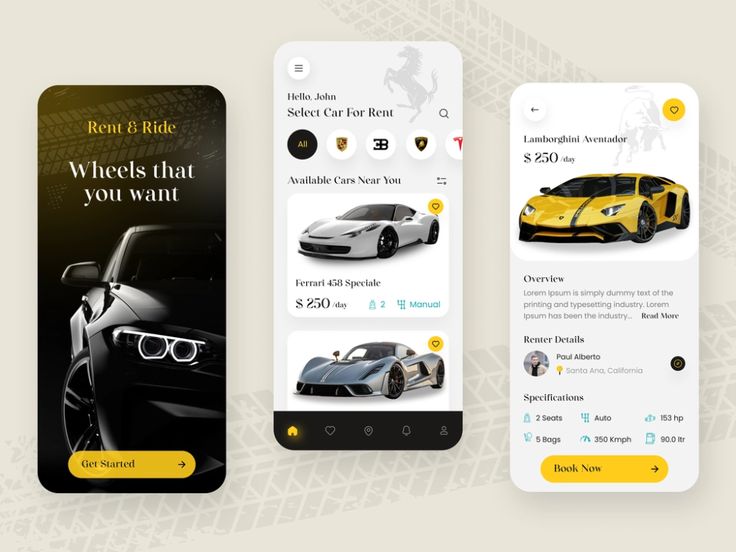 Rent & Ride
Wheels that
you want
Get Started
Hello, John
Select Car For Rent
All
Available Cars Near You
Ferrari 458 Speciale
$ 250 /day
2
Manual
Lamborghini Aventador
$ 250 /day
Overview
Lorem Ipsum is simply dummy text of the
printing and typesetting industry. Lorem
Ipsum has been the industry... Read More
Renter Details
Paul Alberto
Santa Ana, California
Specifications
2 Seats
Auto
153 hp
5 Bags
350 Kmph
90.0 ltr
Book Now